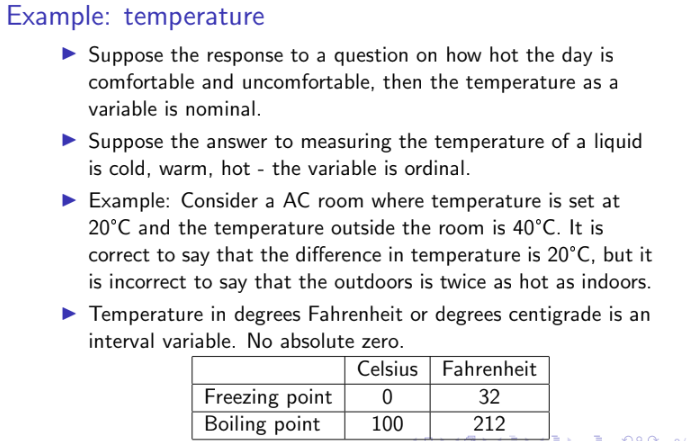 Example: temperature
▶ Suppose the response to a question on how hot the day is
comfortable and uncomfortable, then the temperature as a
variable is nominal.
▶ Suppose the answer to measuring the temperature of a liquid
is cold, warm, hot - the variable is ordinal.
▶ Example: Consider a AC room where temperature is set at
20°C and the temperature outside the room is 40°C. It is
correct to say that the difference in temperature is 20°C, but it
is incorrect to say that the outdoors is twice as hot as indoors.
▶ Temperature in degrees Fahrenheit or degrees centigrade is an
interval variable. No absolute zero.
Celsius Fahrenheit
Freezing point 0 32
Boiling point 100 212